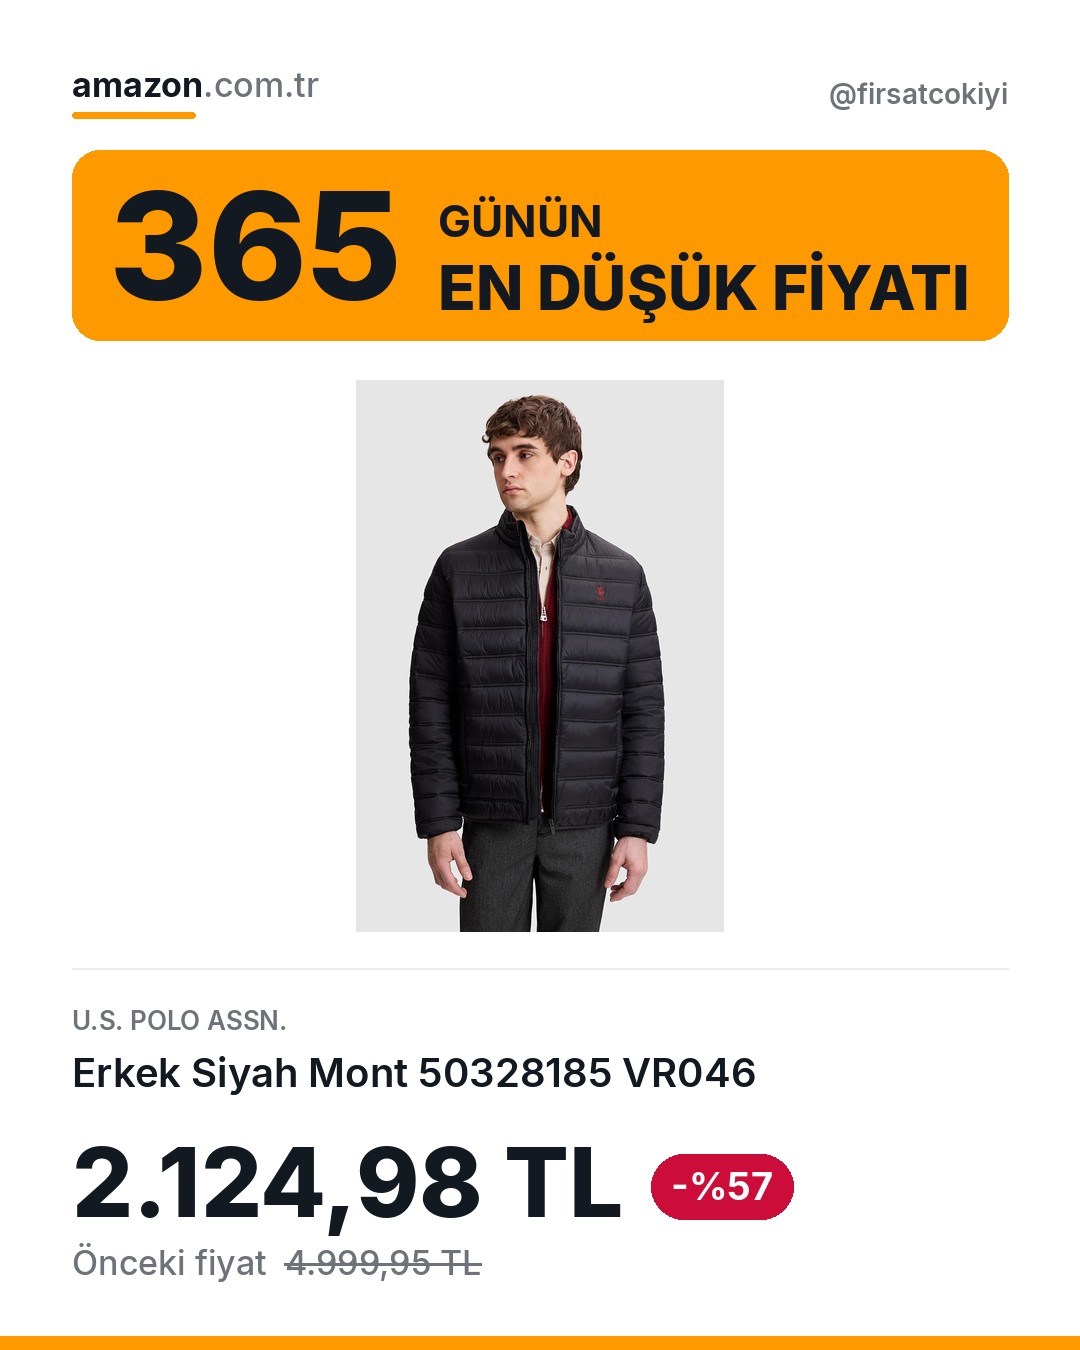 amazon.com.tr
@firsatcokiyi
365
GÜNÜN
EN DÜŞÜK FİYATI
U.S. POLO ASSN.
Erkek Siyah Mont 50328185 VR046
2.124,98 TL
-%57
Önceki fiyat 4.999,95 TL